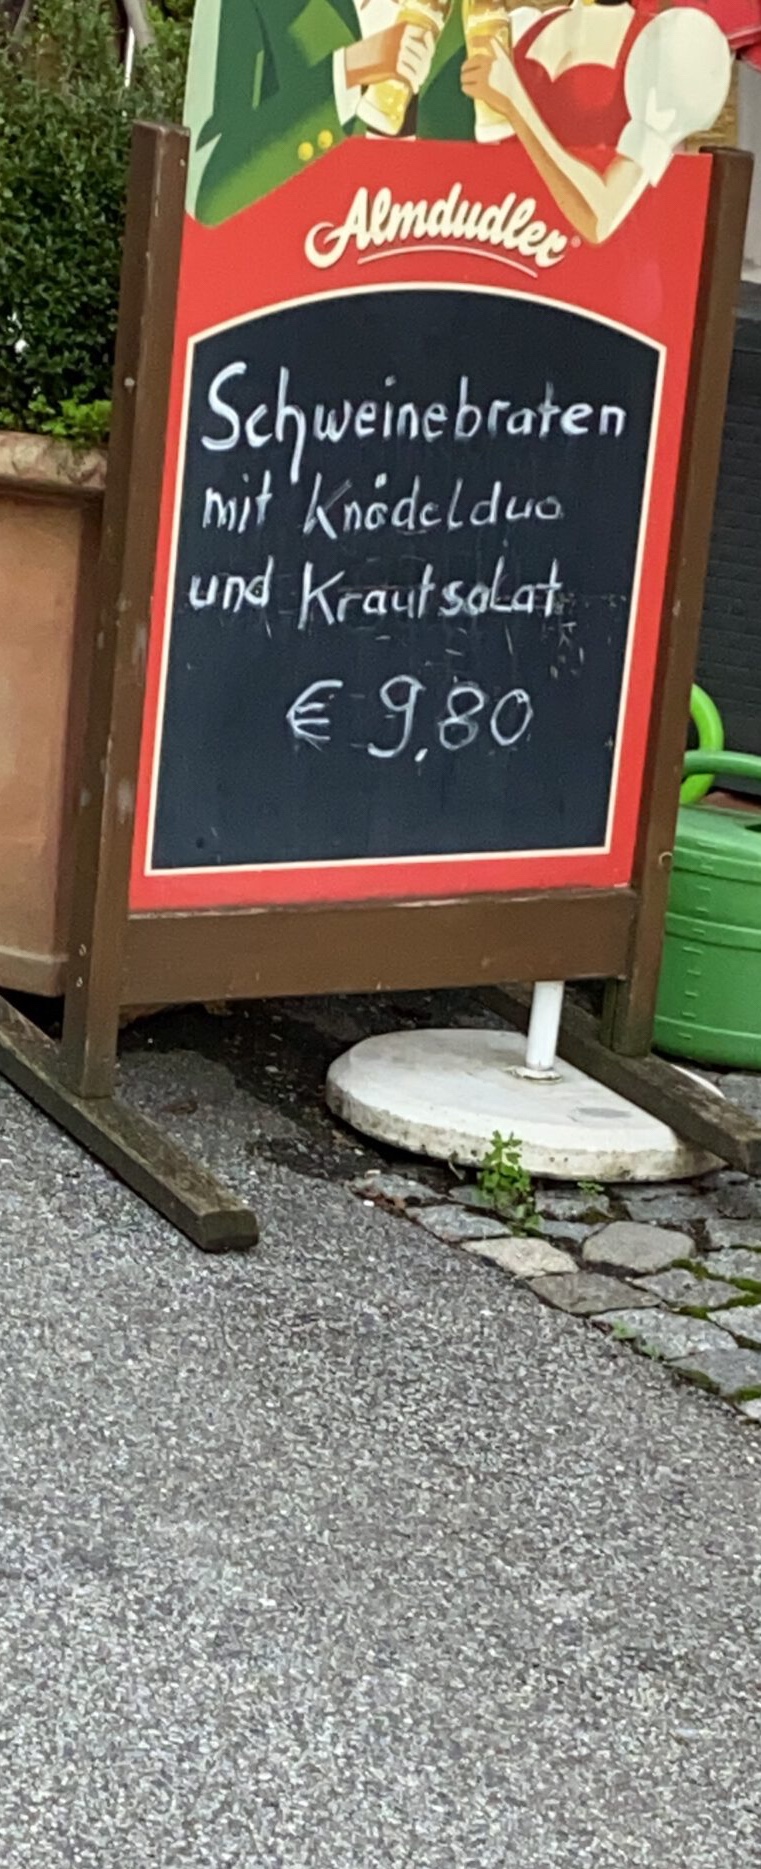 Almdudler®
Schweinebraten
mit Knödelduo
und Krautsalat
€ 9,80